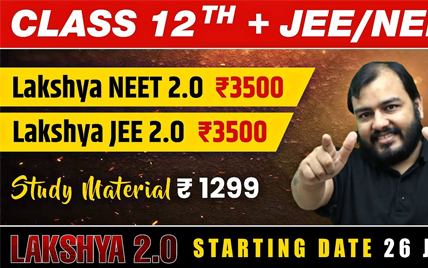 CLASS 12TH + JEE/NE
Lakshya NEET 2.0 ₹3500
Lakshya JEE 2.0 ₹3500
Study Material ₹ 1299
LAKSHYA 2.0 STARTING DATE 26 J